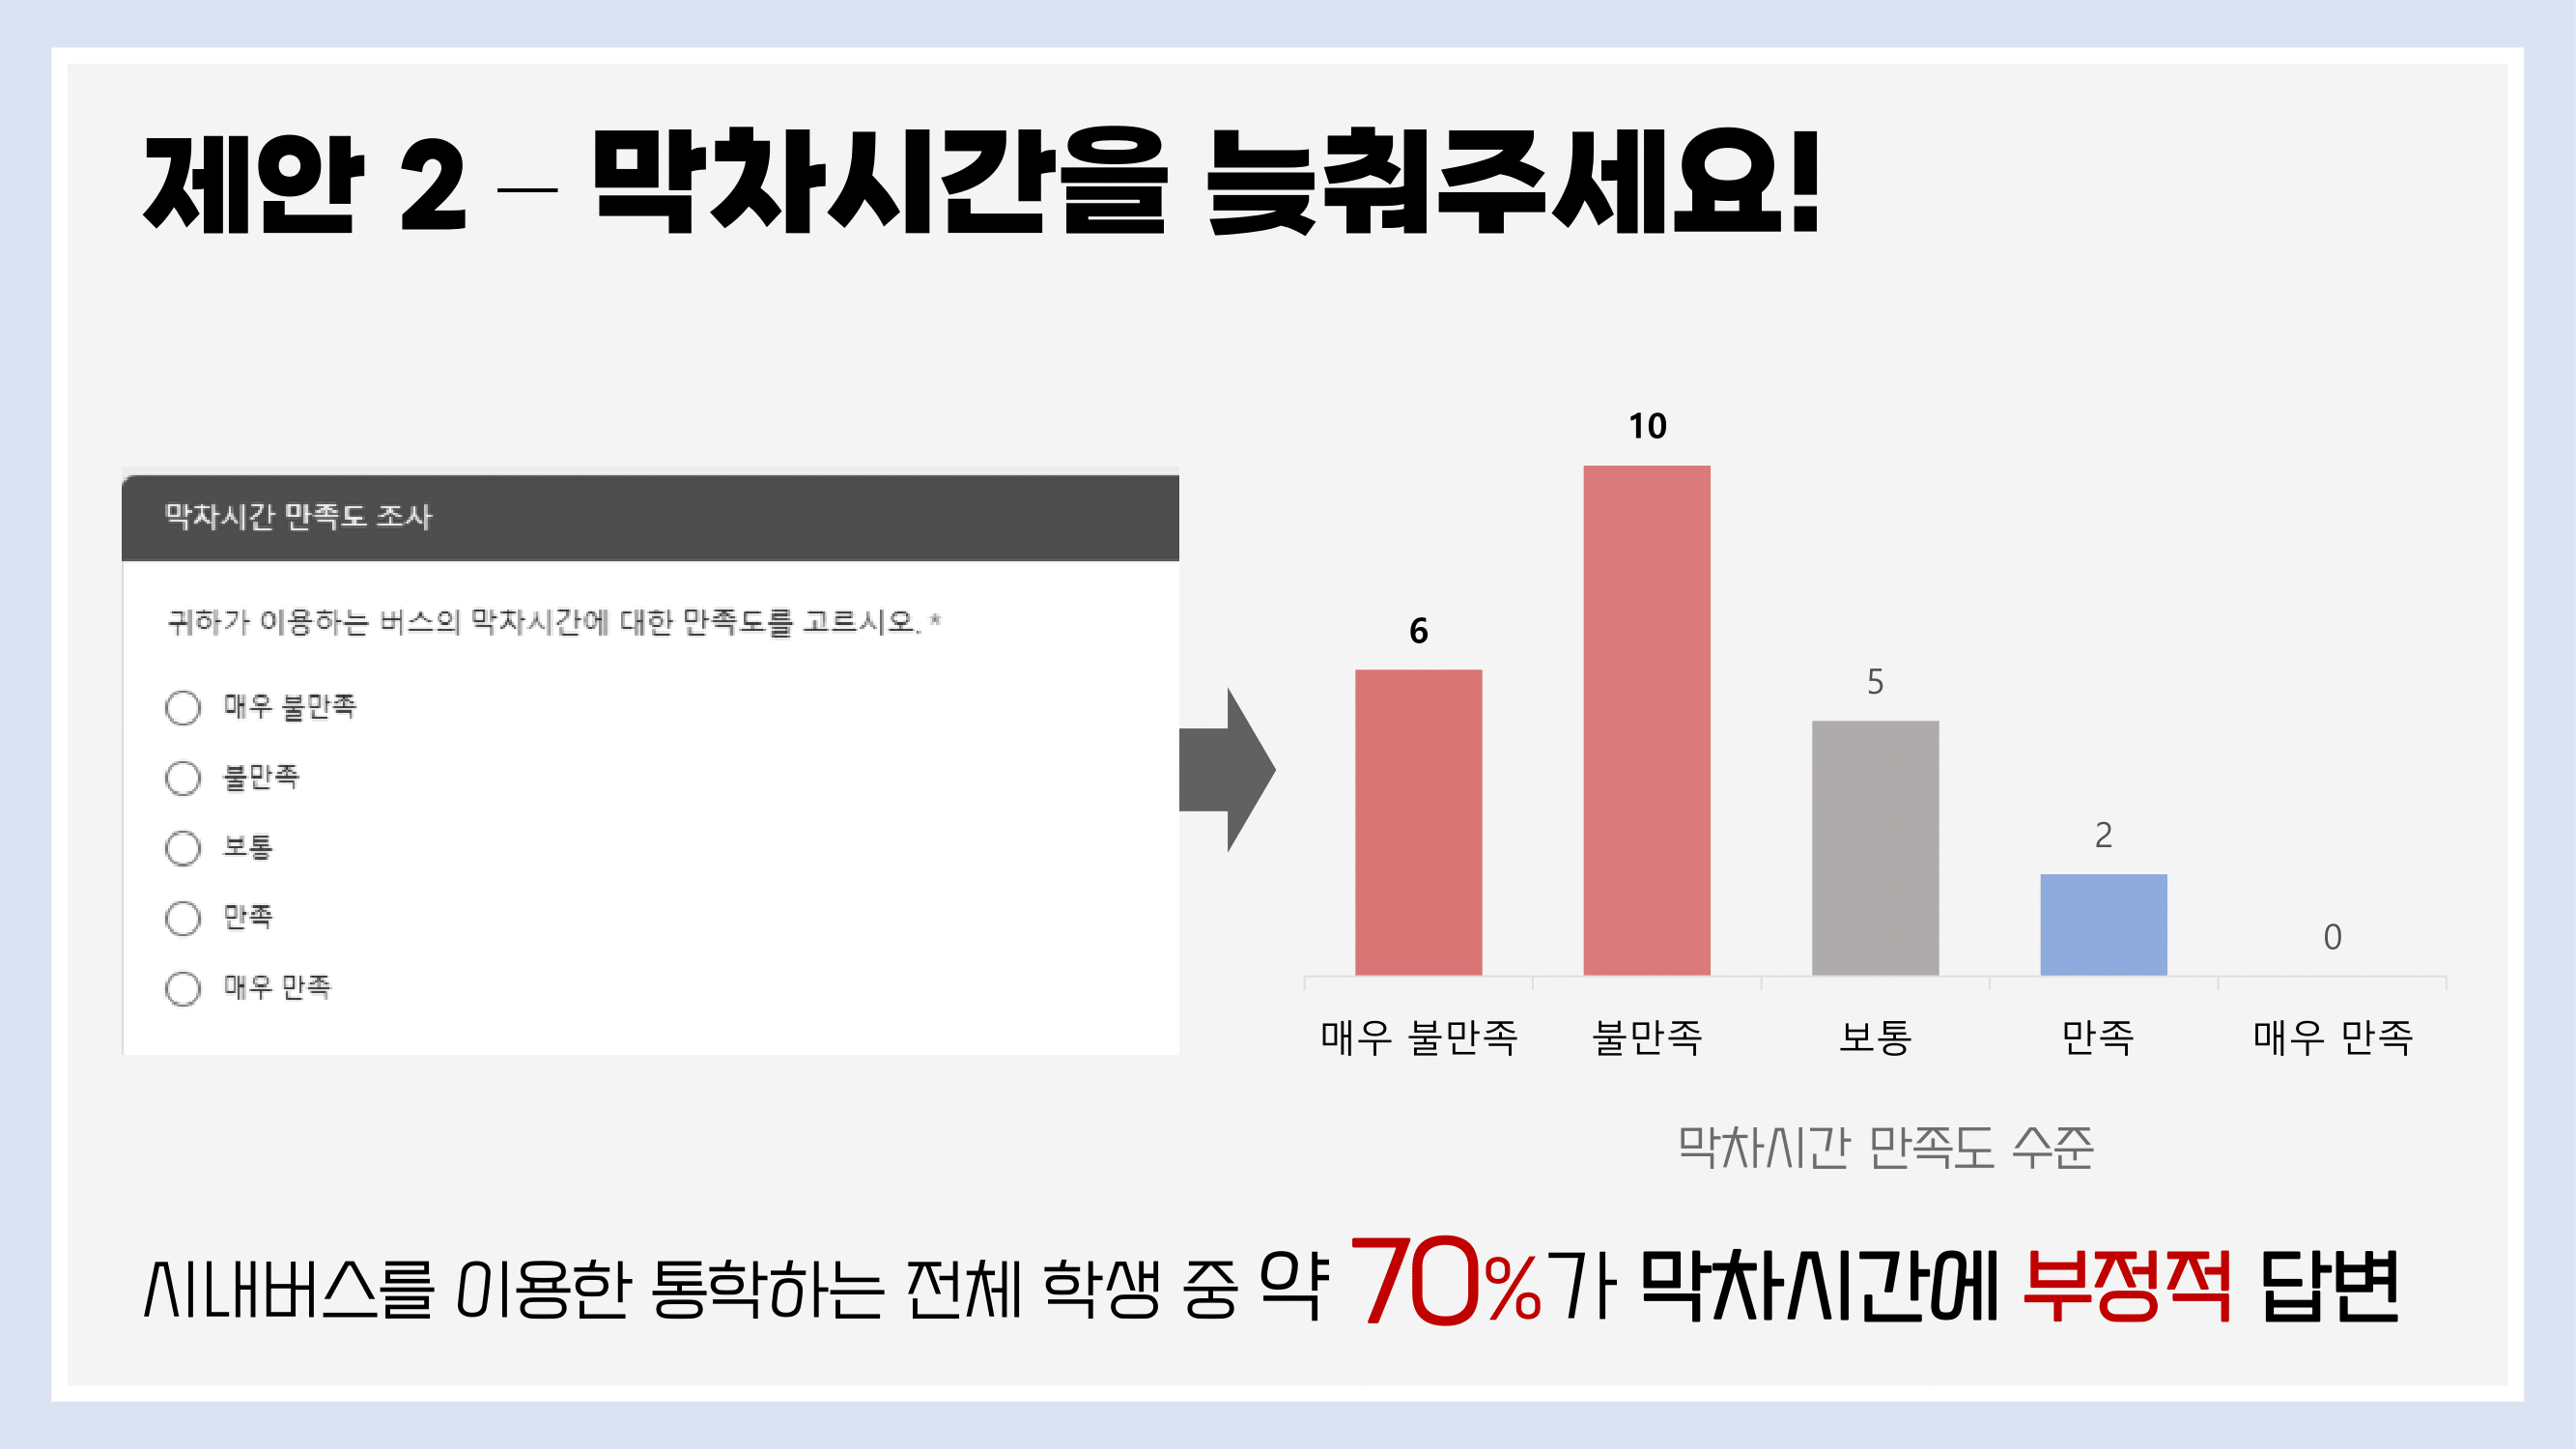 제안 2 – 막차시간을 늦춰주세요!
막차시간 만족도 조사
귀하가 이용하는 버스의 막차시간에 대한 만족도를 고르시오. *
매우 불만족
불만족
보통
만족
매우 만족
6
10
5
2
0
매우 불만족 불만족 보통 만족 매우 만족
막차시간 만족도 수준
시내버스를 이용한 통학하는 전체 학생 중 약 70%가 막차시간에 부정적 답변